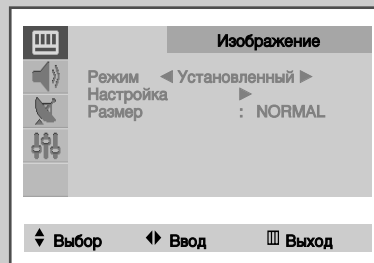 Изображение
Режим ◀ Установленный ▶
Настройка ▶
Размер : NORMAL
Выбор Ввод Выход